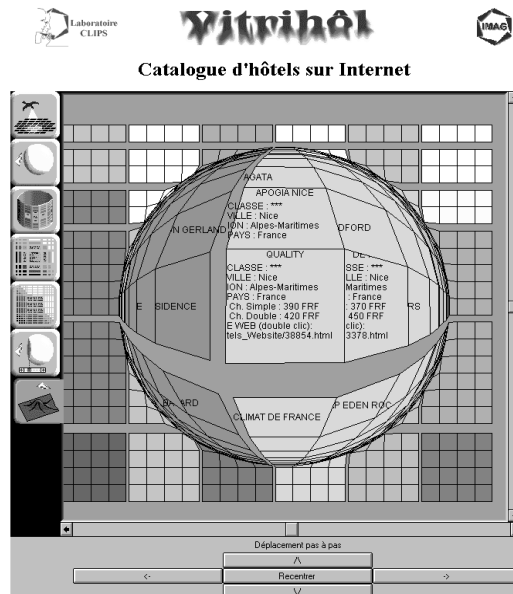 Laboratoire
CLIPS
Vitrihôl
IMAG
Catalogue d'hôtels sur Internet
AGATA
APOGIA NICE
CLASSE : ***
VILLE : Nice
ION : Alpes-Maritimes
PAYS : France
N GERLAND
DFORD
QUALITY
CLASSE : ***
VILLE : Nice
ION : Alpes-Maritimes
PAYS : France
Ch. Simple : 390 FRF
Ch. Double : 420 FRF
E WEB (double clic):
tels_Website/38854.html
SSE : ***
LLE : Nice
Maritimes
: France
: 370 FRF
450 FRF
clic):
3378.html
E
SIDENCE
RS
ARD
CLIMAT DE FRANCE
P EDEN ROC
Déplacement pas à pas
/\
<-
Recentrer
->
\/